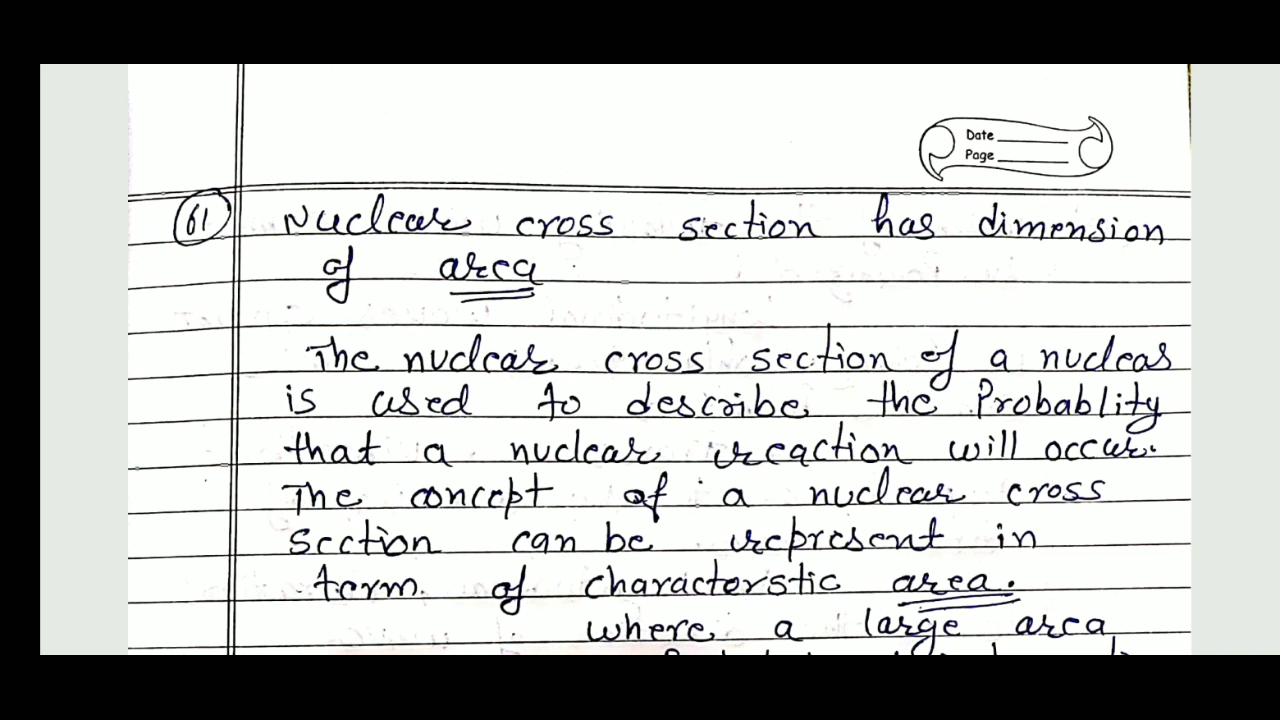 Date
Page
61 Nuclear cross section has dimension
of area
The nuclear cross section of a nucleas
is used to describe the Probablity
that a nuclear reaction will occur.
The concept of a nuclear cross
section can be represent in
term of characterstic area.
where a large area